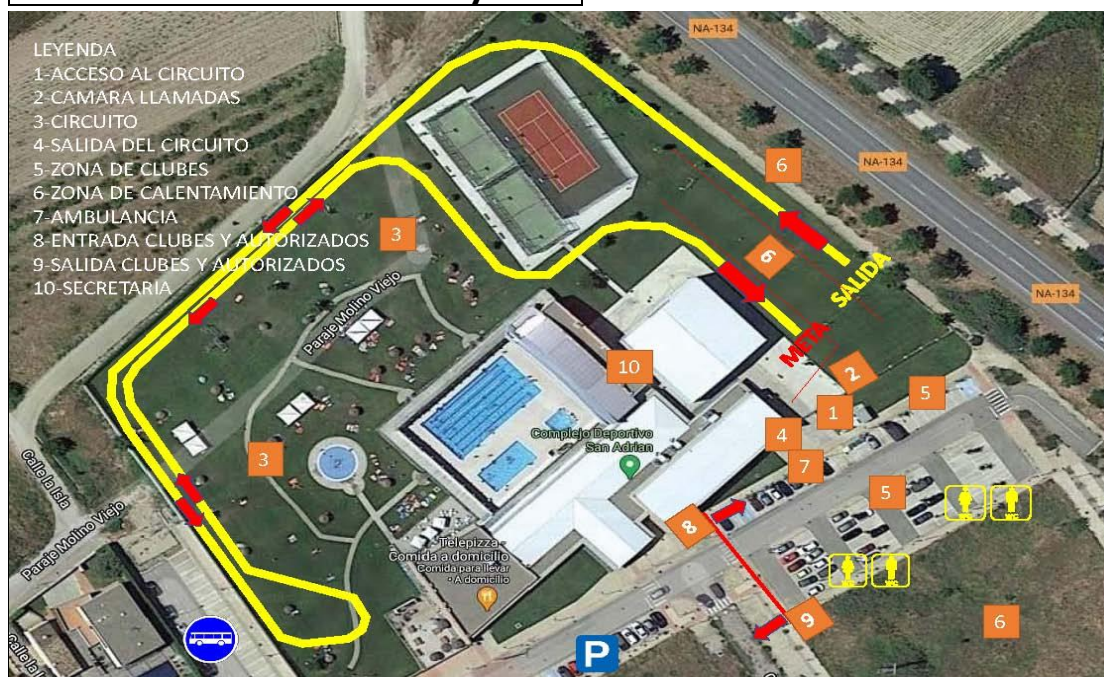 LEYENDA
1-ACCESO AL CIRCUITO
2-CAMARA LLAMADAS
3-CIRCUITO
4-SALIDA DEL CIRCUITO
5-ZONA DE CLUBES
6-ZONA DE CALENTAMIENTO
7-AMBULANCIA
8-ENTRADA CLUBES Y AUTORIZADOS
9-SALIDA CLUBES Y AUTORIZADOS
10-SECRETARIA
NA-134
NA-134
NA-134
6
3
6
SALIDA
META
Paraje Molino Viejo
10
2
5
1
4
Complejo Deportivo
San Adrian
7
3
5
Calle la Isla
Paraje Molino Viejo
8
Telepizza -
Comida a domicilio
Comida para llevar
· A domicilio
9
6
P